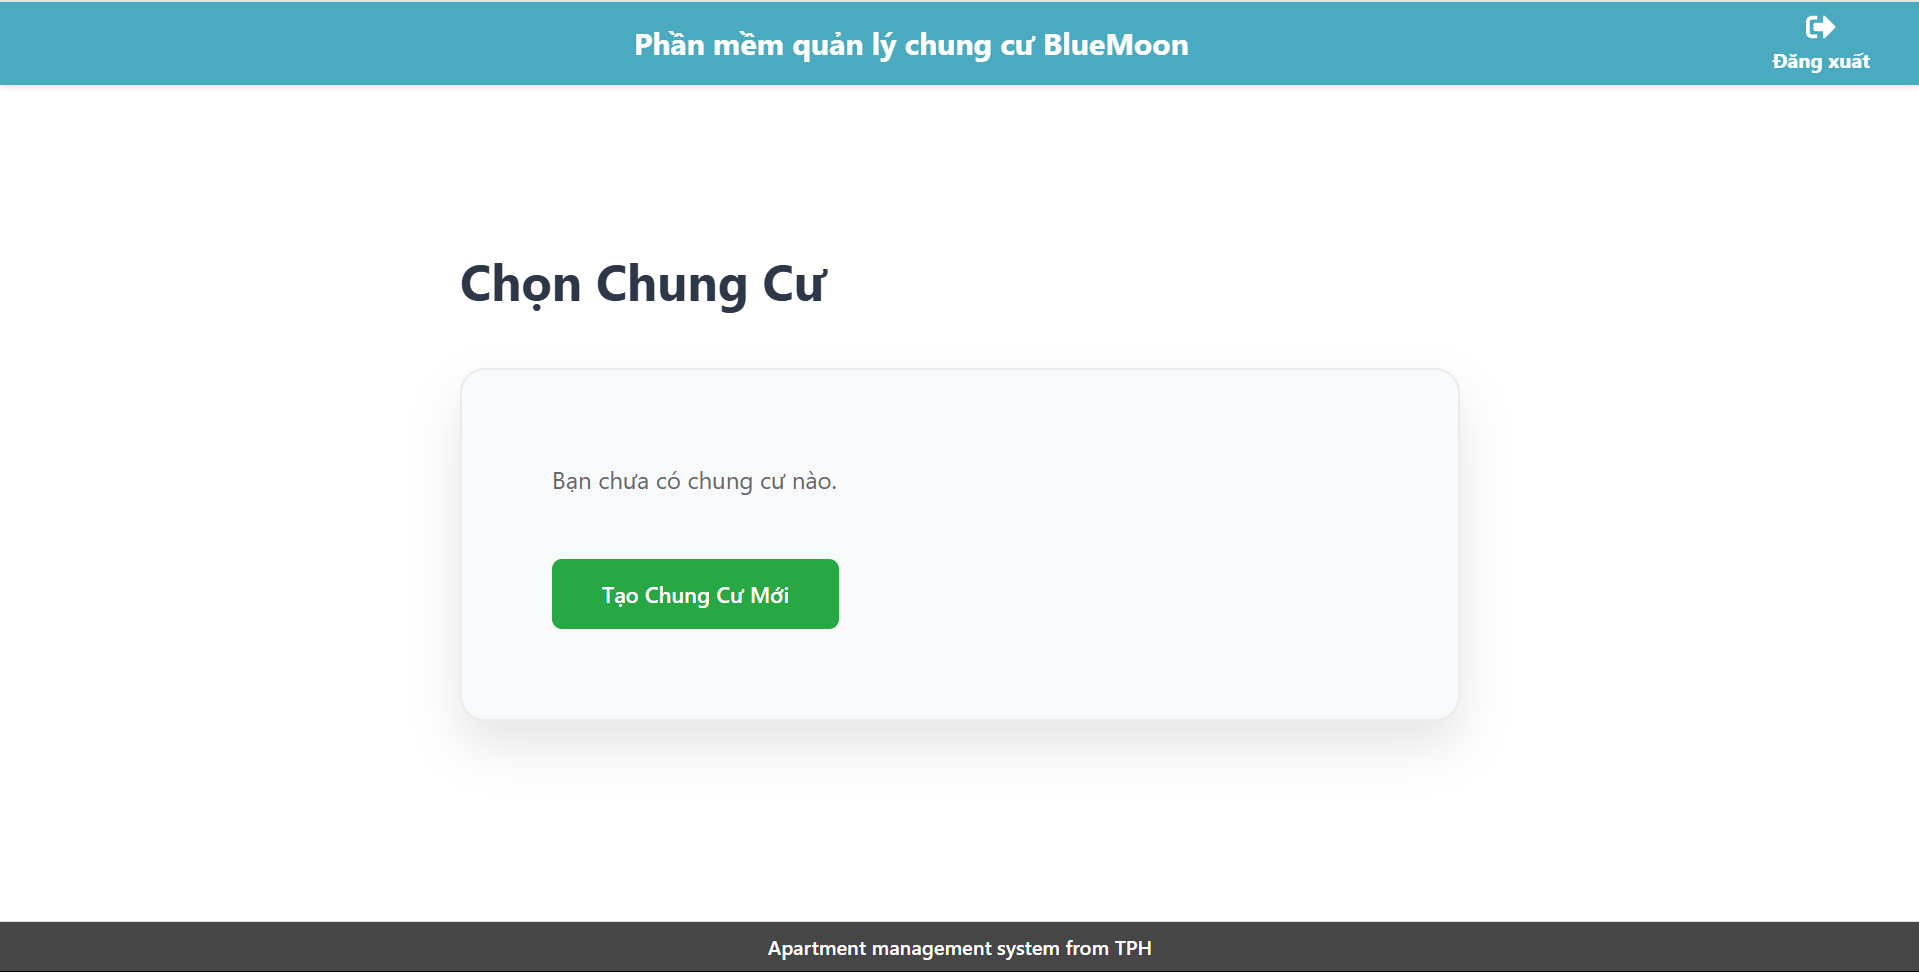 Phần mềm quản lý chung cư BlueMoon
Đăng xuất
Chọn Chung Cư
Bạn chưa có chung cư nào.
Tạo Chung Cư Mới
Apartment management system from TPH